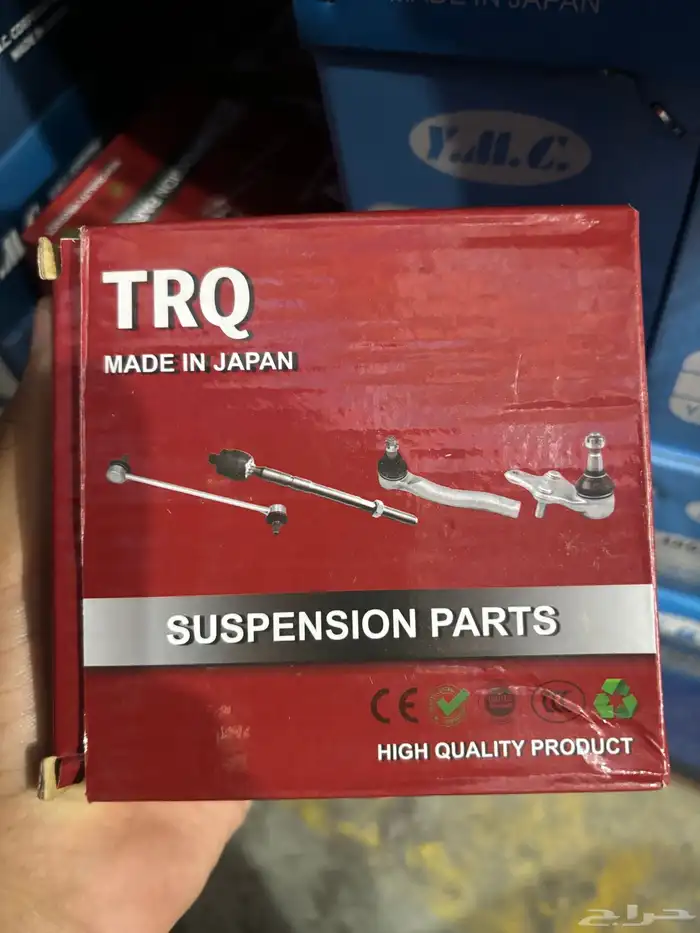 MADE IN JAPAN
Y.M.C.
TRQ
MADE IN JAPAN
SUSPENSION PARTS
CE
HIGH QUALITY PRODUCT
حراج